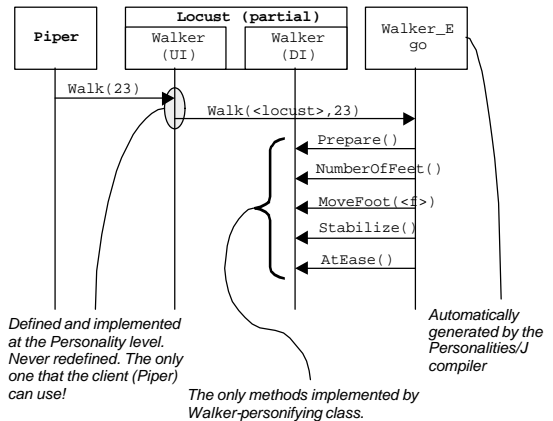 Locust (partial)
Piper
Walker
(UI)
Walker
(DI)
Walker_E
go
Walk(23)
Walk(<locust>,23)
Prepare()
NumberOfFeet()
MoveFoot(<f>)
Stabilize()
AtEase()
Defined and implemented
at the Personality level.
Never redefined. The only
one that the client (Piper)
can use!
The only methods implemented by
Walker-personifying class.
Automatically
generated by the
Personalities/J
compiler